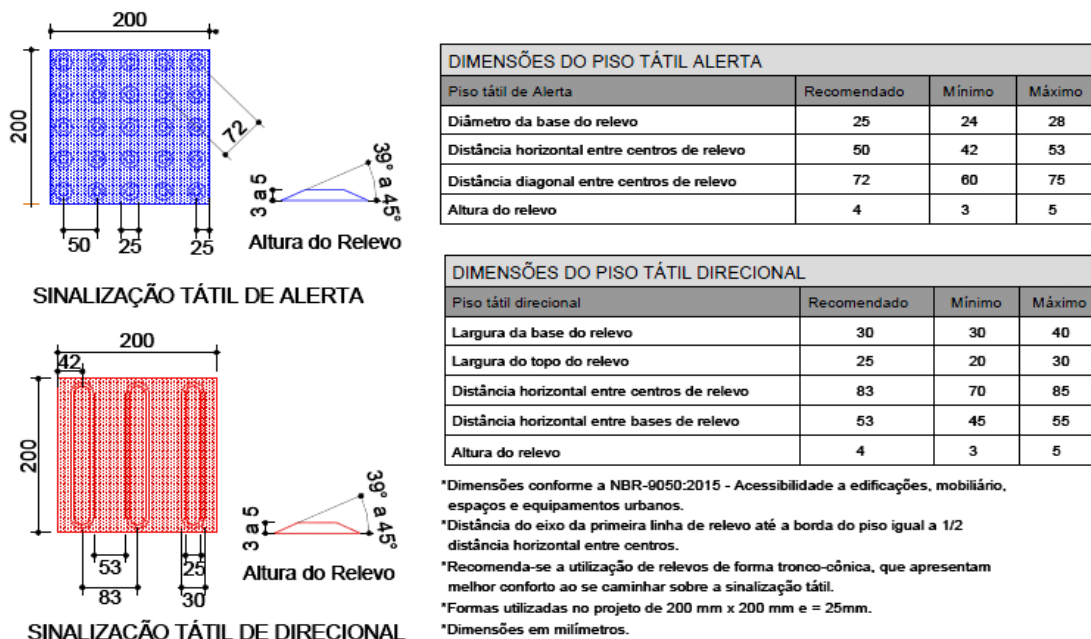 200
200
72
50
25
25
3 a 5
39° a 45°
Altura do Relevo
SINALIZAÇÃO TÁTIL DE ALERTA
200
42
200
53
25
83
30
3 a 5
39° a 45°
Altura do Relevo
SINALIZAÇÃO TÁTIL DE DIRECIONAL
DIMENSÕES DO PISO TÁTIL ALERTA
Piso tátil de Alerta Recomendado Mínimo Máximo
Diâmetro da base do relevo 25 24 28
Distância horizontal entre centros de relevo 50 42 53
Distância diagonal entre centros de relevo 72 60 75
Altura do relevo 4 3 5
DIMENSÕES DO PISO TÁTIL DIRECIONAL
Piso tátil direcional Recomendado Mínimo Máximo
Largura da base do relevo 30 30 40
Largura do topo do relevo 25 20 30
Distância horizontal entre centros de relevo 83 70 85
Distância horizontal entre bases de relevo 53 45 55
Altura do relevo 4 3 5
*Dimensões conforme a NBR-9050:2015 - Acessibilidade a edificações, mobiliário,
espaços e equipamentos urbanos.
*Distância do eixo da primeira linha de relevo até a borda do piso igual a 1/2
distância horizontal entre centros.
*Recomenda-se a utilização de relevos de forma tronco-cônica, que apresentam
melhor conforto ao se caminhar sobre a sinalização tátil.
*Formas utilizadas no projeto de 200 mm x 200 mm e = 25mm.
*Dimensões em milímetros.